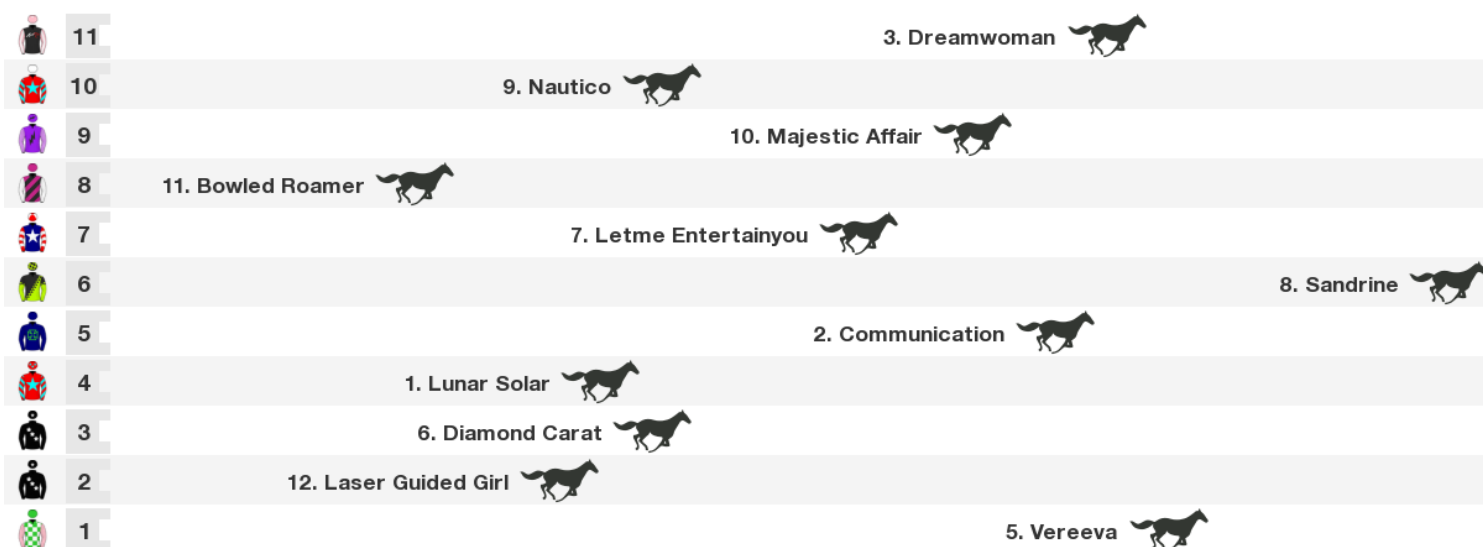 11 3. Dreamwoman
10 9. Nautico
9 10. Majestic Affair
8 11. Bowled Roamer
7 7. Letme Entertainyou
6 8. Sandrine
5 2. Communication
4 1. Lunar Solar
3 6. Diamond Carat
2 12. Laser Guided Girl
1 5. Vereeva